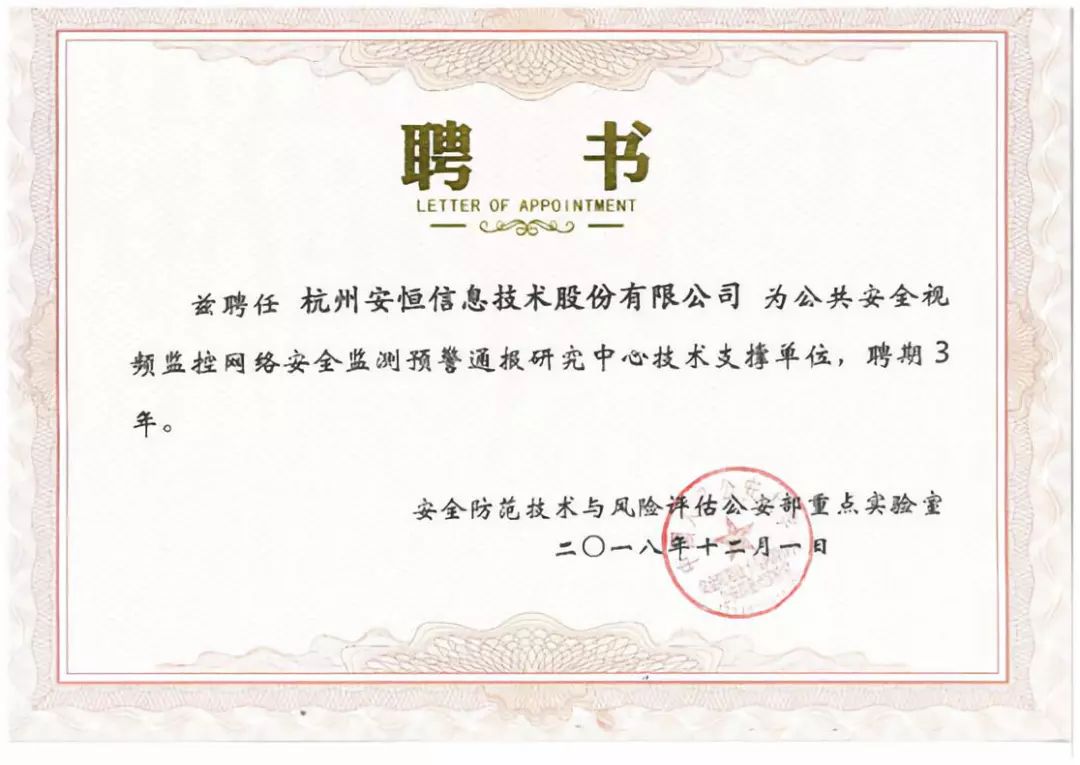 聘 书
LETTER OF APPOINTMENT
兹聘任 杭州安恒信息技术股份有限公司 为公共安全视
频监控网络安全监测预警通报研究中心技术支撑单位，聘期3
年。
安全防范技术与风险评估公安部重点实验室
二〇一八年十二月一日